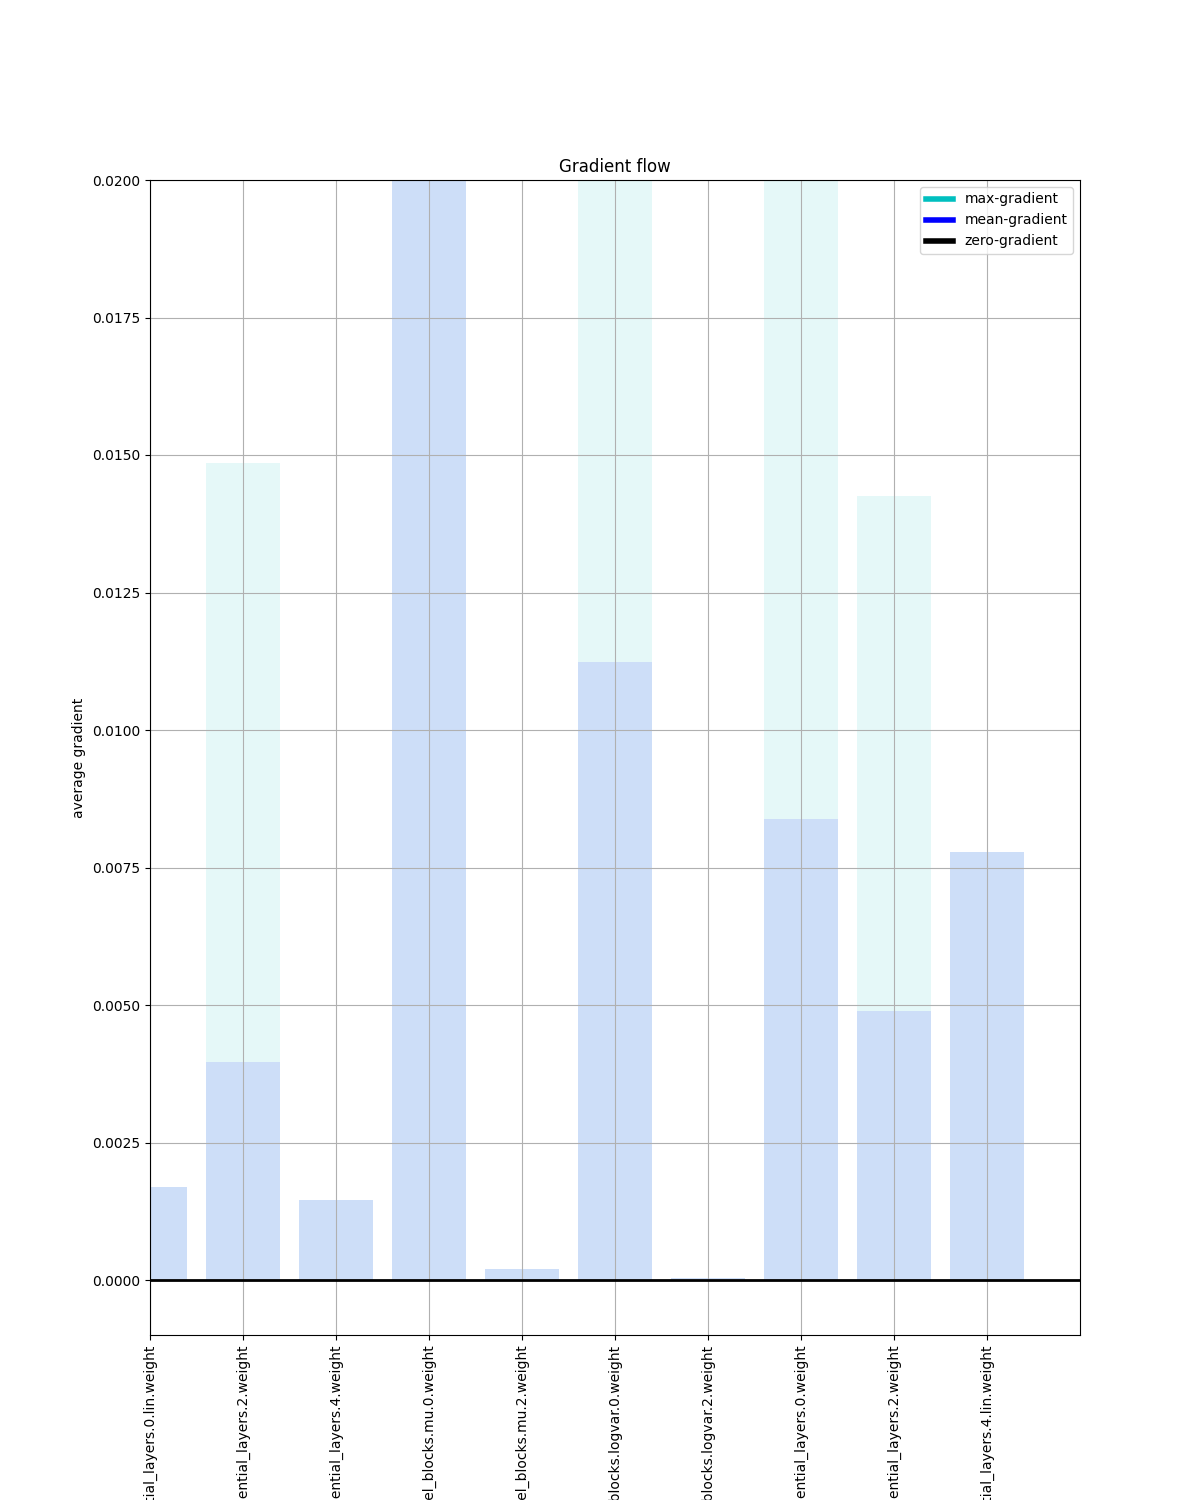 Gradient flow
max-gradient
mean-gradient
zero-gradient
0.0200
0.0175
0.0150
0.0125
0.0100
0.0075
0.0050
0.0025
0.0000
average gradient
tial_layers.0.lin.weight
ential_layers.2.weight
ential_layers.4.weight
el_blocks.mu.0.weight
el_blocks.mu.2.weight
blocks.logvar.0.weight
blocks.logvar.2.weight
ential_layers.0.weight
ential_layers.2.weight
tial_layers.4.lin.weight